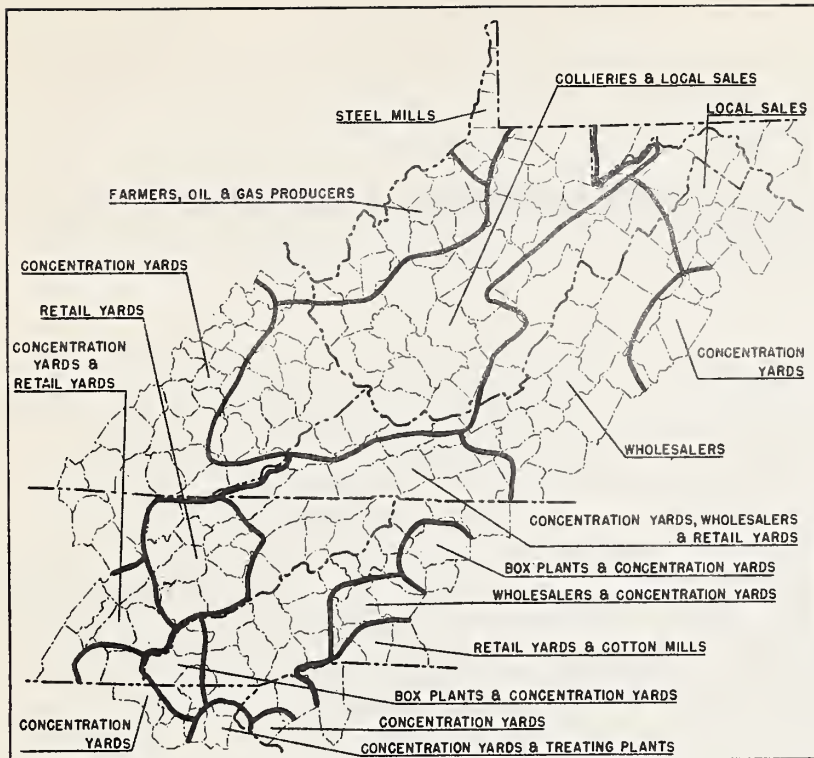 COLLIERIES & LOCAL SALES
STEEL MILLS
LOCAL SALES
FARMERS, OIL & GAS PRODUCERS
CONCENTRATION YARDS
RETAIL YARDS
CONCENTRATION
YARDS &
RETAIL YARDS
CONCENTRATION
YARDS
WHOLESALERS
CONCENTRATION YARDS, WHOLESALERS
& RETAIL YARDS
BOX PLANTS & CONCENTRATION YARDS
WHOLESALERS & CONCENTRATION YARDS
RETAIL YARDS & COTTON MILLS
BOX PLANTS & CONCENTRATION YARDS
CONCENTRATION
YARDS
CONCENTRATION YARDS
CONCENTRATION YARDS & TREATING PLANTS